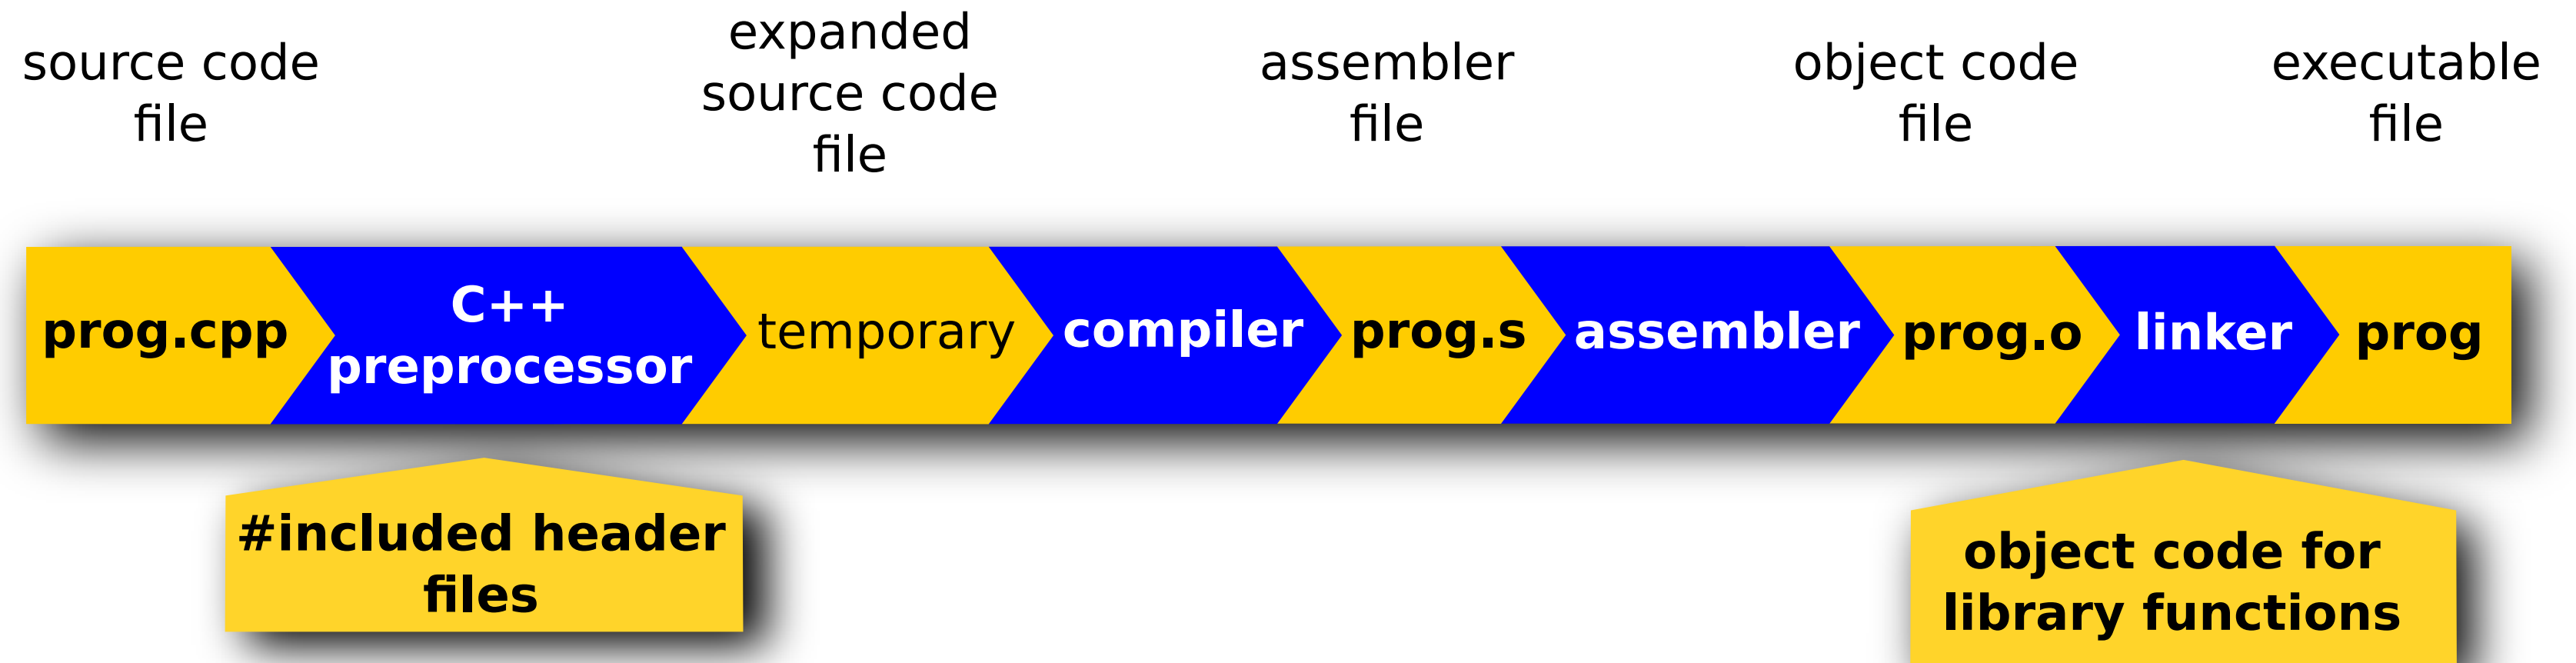 source code
file
expanded
source code
file
assembler
file
object code
file
executable
file
prog.cpp
C++
preprocessor
temporary
compiler
prog.s
assembler
prog.o
linker
prog
#included header
files
object code for
library functions